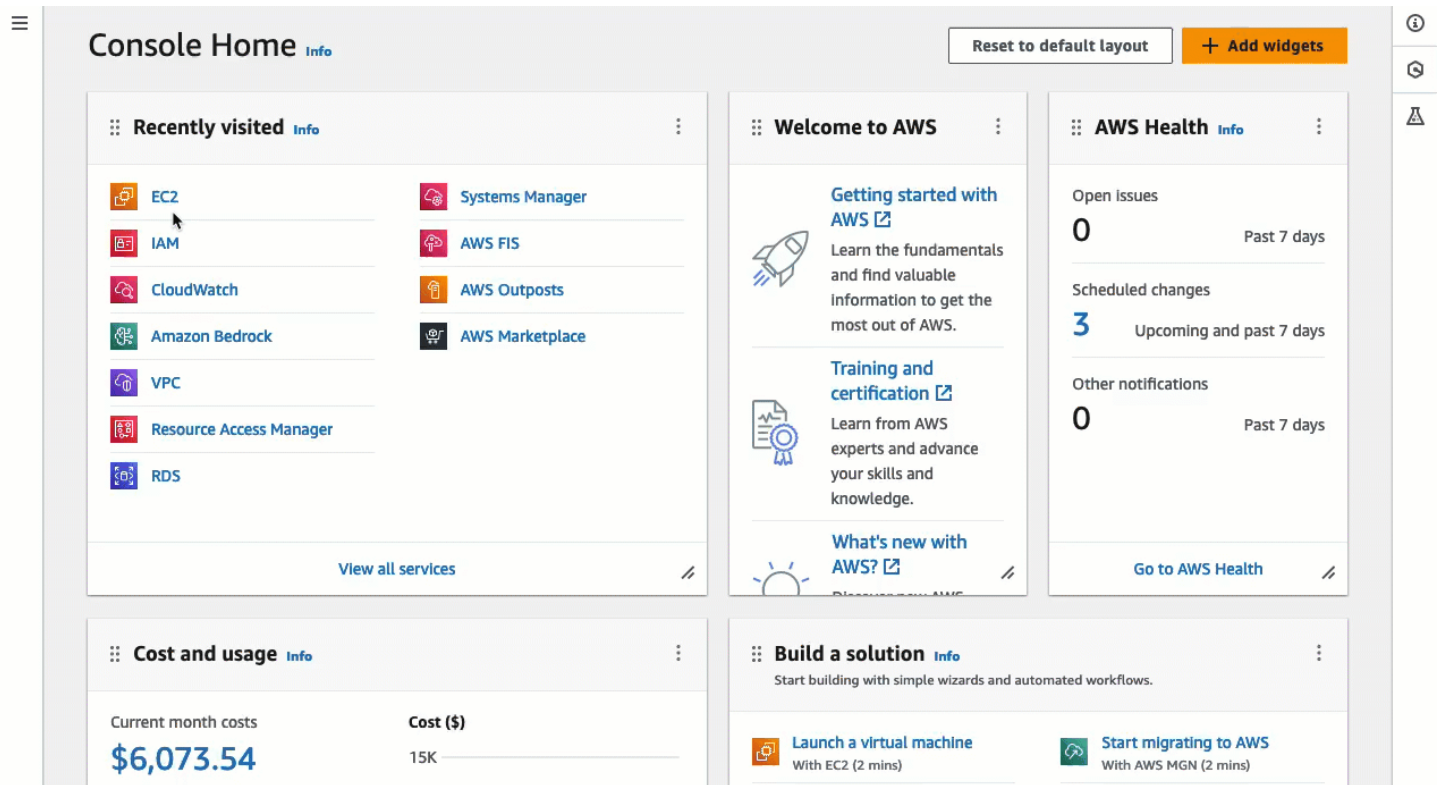 Console Home Info
Reset to default layout
+ Add widgets
Recently visited Info
EC2
IAM
CloudWatch
Amazon Bedrock
VPC
Resource Access Manager
RDS
Systems Manager
AWS FIS
AWS Outposts
AWS Marketplace
View all services
Welcome to AWS
Getting started with
AWS
Learn the fundamentals
and find valuable
information to get the
most out of AWS.
Training and
certification
Learn from AWS
experts and advance
your skills and
knowledge.
What's new with
AWS?
Discover new AWS
AWS Health Info
Open issues
0 Past 7 days
Scheduled changes
3 Upcoming and past 7 days
Other notifications
0 Past 7 days
Go to AWS Health
Cost and usage Info
Current month costs
$6,073.54
Cost ($)
15K
Build a solution Info
Start building with simple wizards and automated workflows.
Launch a virtual machine
With EC2 (2 mins)
Start migrating to AWS
With AWS MGN (2 mins)